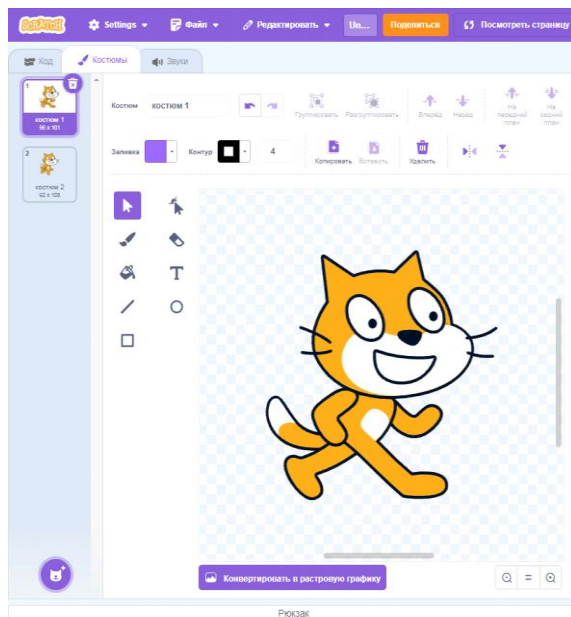 SCRATCH Settings Файл Редактировать Un... Поделиться Посмотреть страницу
Код Костюмы Звуки
1
костюм 1
96 x 101
2
костюм 2
92 x 106
Костюм костюм 1 Группировать Разгруппировать Вперёд Назад На передний план На задний план
Заливка Контур 4 Копировать Вставить Удалить
T
Конвертировать в растровую графику
Рюкзак